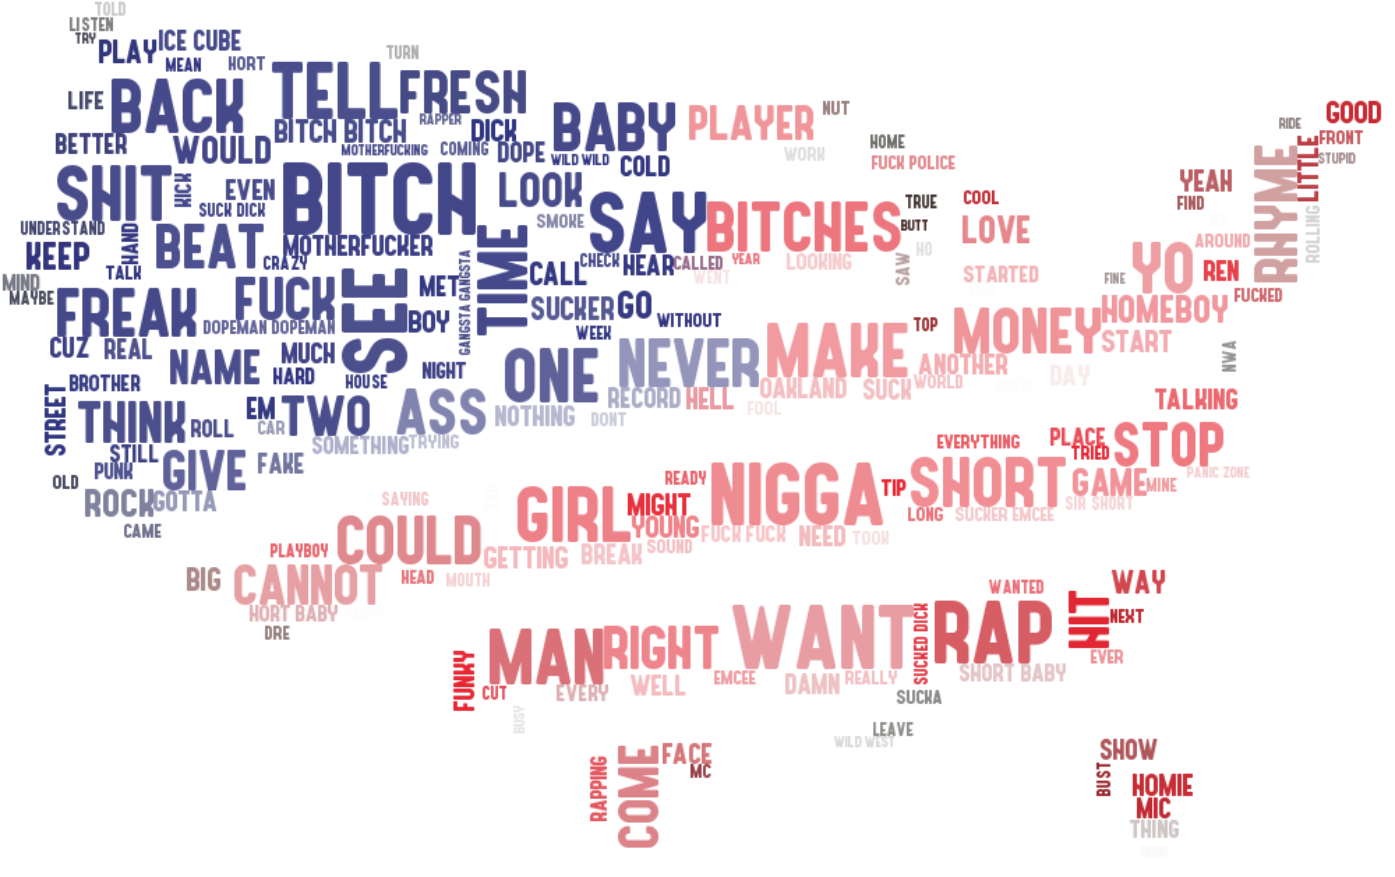 TOLD
LISTEN
TRY
PLAY
ICE CUBE
MEAN
HORT
TURN
LIFE
BACK
TELL
FRESH
RAPPER
BITCH BITCH
DICK
BETTER
WOULD
MOTHERFUCKING
COMING
DOPE
BABY
WILD WILD
COLD
PLAYER
NUT
WORK
HOME
FUCK POLICE
GOOD
RIDE
FRONT
STUPID
LITTLE
RHYME
ROLLING
SHIT
KICK
EVEN
SUCK DICK
BITCH
LOOK
SMOKE
SAY
BITCHES
TRUE
BUTT
COOL
LOVE
YEAH
FIND
UNDERSTAND
KEEP
HAND
TALK
BEAT
CRAZY
MOTHERFUCKER
GANGSTA GANGSTA
TIME
CALL
CHECK
HEAR
CALLED
YEAR
WENT
LOOKING
SAW
HO
STARTED
FINE
YO
AROUND
REN
FUCKED
MIND
MAYBE
FREAK
FUCK
DOPEMAN DOPEMAN
SEE
MET
BOY
SUCKER
GO
WEEK
WITHOUT
TOP
MONEY
HOMEBOY
START
NWA
CUZ
REAL
NAME
MUCH
HARD
HOUSE
NIGHT
ONE
NEVER
MAKE
ANOTHER
WORLD
DAY
OAKLAND
SUCK
BROTHER
STREET
THINK
ROLL
EM
CAR
TWO
ASS
NOTHING
RECORD
DONT
HELL
FOOL
TALKING
SOMETHING
TRYING
STILL
PUNK
GIVE
FAKE
OLD
ROCK
GOTTA
CAME
EVERYTHING
PLACE
TRIED
STOP
PANIC ZONE
READY
NIGGA
TIP
SHORT
GAME
MINE
SIR SHORT
LONG
SUCKER EMCEE
SAYING
COULD
GIRL
MIGHT
YOUNG
FUCK FUCK
NEED
TOOK
SOUND
PLAYBOY
GETTING
BREAK
BIG
CANNOT
HEAD
MOUTH
HORT BABY
DRE
WANTED
HIT
WAY
NEXT
EVER
MAN
RIGHT
WANT
SUCKED DICK
RAP
FUNKY
CUT
EVERY
WELL
EMCEE
DAMN
REALLY
SHORT BABY
SUCKA
BUSY
LEAVE
WILD WEST
RAPPING
COME
FACE
MC
SHOW
BUST
HOMIE
MIC
THING